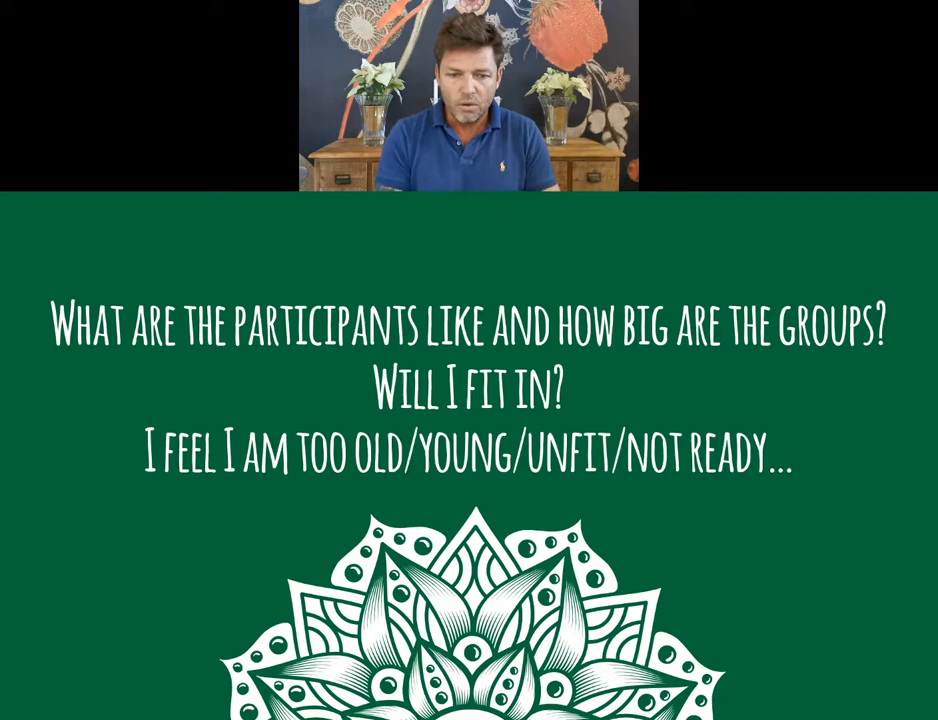 What are the participants like and how big are the groups?
Will I fit in?
I feel I am too old/young/unfit/not ready...